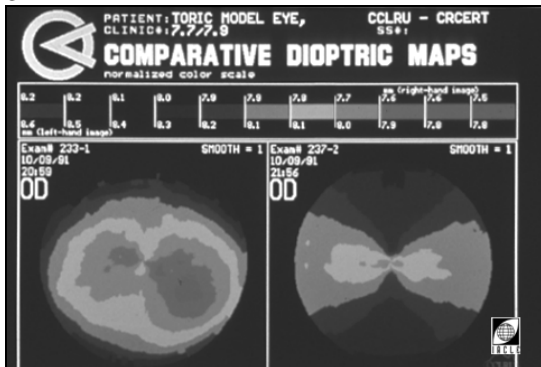 PATIENT: TORIC MODEL EYE, CCLRU - CRCERT
CLINIC#: 7.7/7.9 SS#:
COMPARATIVE DIOPTRIC MAPS
normalized color scale
mm (right-hand image)
8.2 8.2 8.1 8.0 7.9 7.9 7.8 7.7 7.6 7.6 7.5
8.6 8.5 8.4 8.3 8.2 8.1 8.1 8.0 7.9 7.8 7.8
mm (left-hand image)
Exam# 233-1 SMOOTH = 1
10/09/91
20:59
OD
Exam# 237-2 SMOOTH = 1
10/09/91
21:56
OD
IACLE